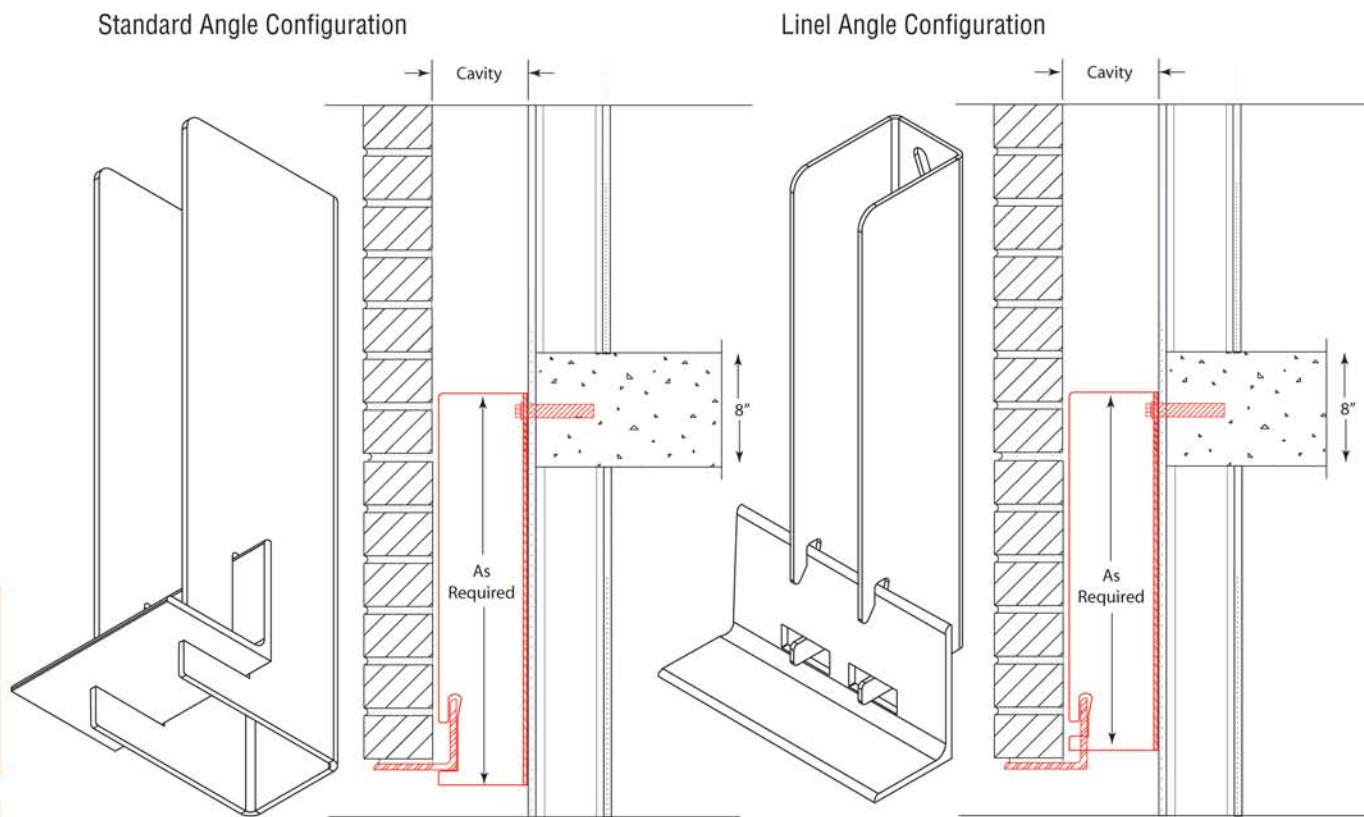 Standard Angle Configuration
Linel Angle Configuration
Cavity
Cavity
8"
8"
As
Required
As
Required